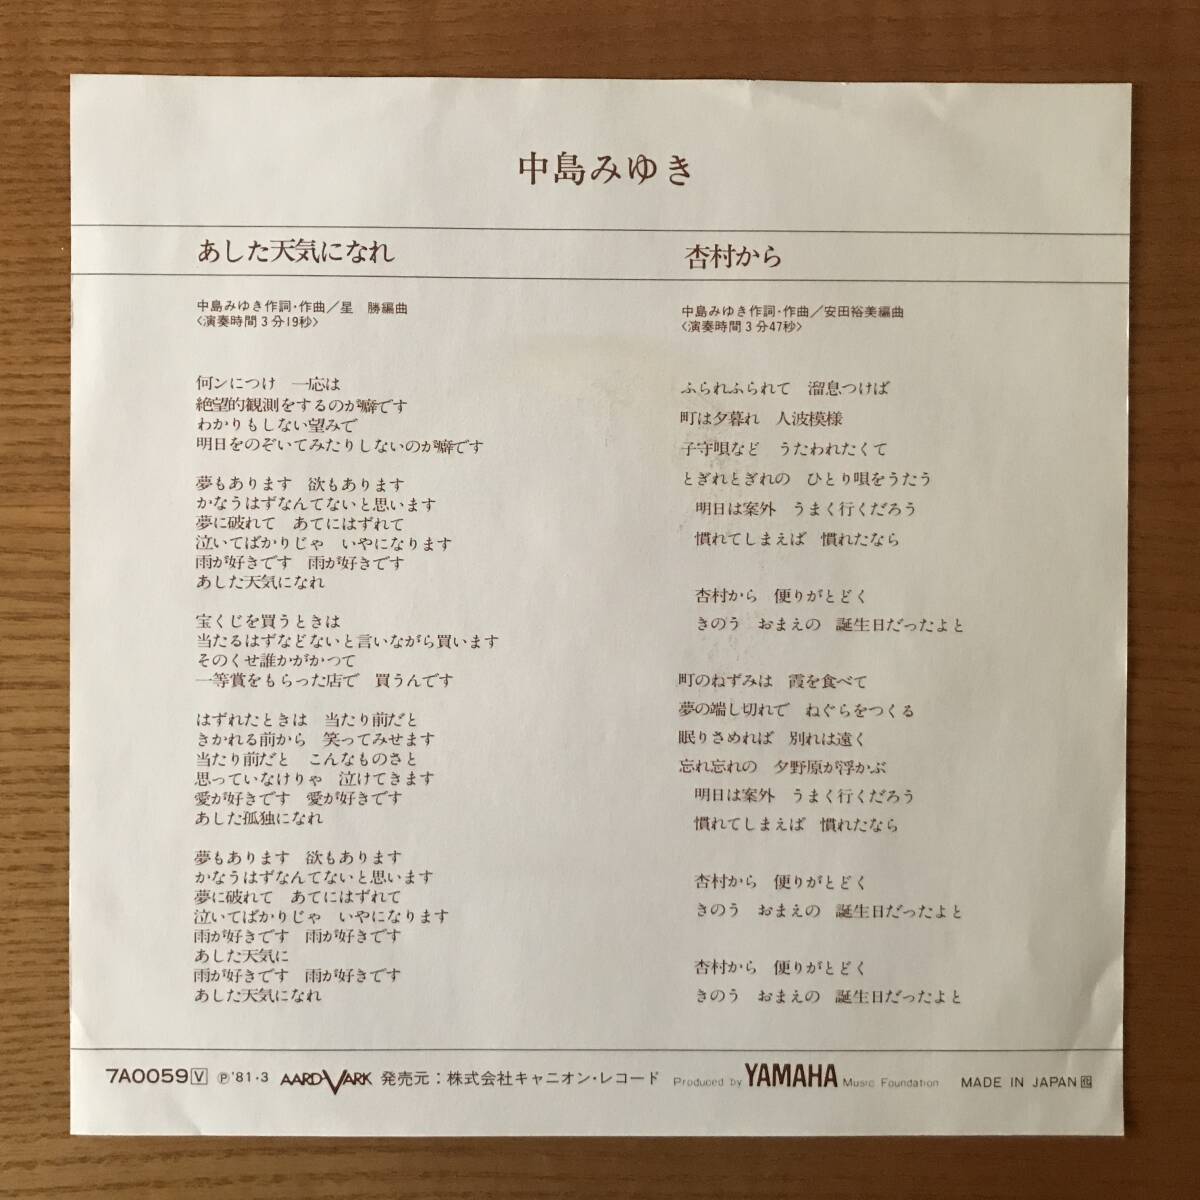 中島みゆき
あした天気になれ
中島みゆき作詞・作曲／星　勝編曲
〈演奏時間3分19秒〉
何ンにつけ　一応は
絶望的観測をするのが癖です
わかりもしない望みで
明日をのぞいてみたりしないのが癖です
夢もあります　欲もあります
かなうはずなんてないと思います
夢に破れて　あてにはずれて
泣いてばかりじゃ　いやになります
雨が好きです　雨が好きです
あした天気になれ
宝くじを買うときは
当たるはずなどないと言いながら買います
そのくせ誰かがかつて
一等賞をもらった店で　買うんです
はずれたときは　当たり前だと
きかれる前から　笑ってみせます
当たり前だと　こんなものさと
思っていなけりゃ　泣けてきます
愛が好きです　愛が好きです
あした孤独になれ
夢もあります　欲もあります
かなうはずなんてないと思います
夢に破れて　あてにはずれて
泣いてばかりじゃ　いやになります
雨が好きです　雨が好きです
あした天気に
雨が好きです　雨が好きです
あした天気になれ
杏村から
中島みゆき作詞・作曲／安田裕美編曲
〈演奏時間3分47秒〉
ふられふられて　溜息つけば
町は夕暮れ　人波模様
子守唄など　うたわれたくて
とぎれとぎれの　ひとり唄をうたう
明日は案外　うまく行くだろう
慣れてしまえば　慣れたなら
杏村から　便りがとどく
きのう　おまえの　誕生日だったよと
町のねずみは　霞を食べて
夢の端し切れで　ねぐらをつくる
眠りさめれば　別れは遠く
忘れ忘れの　夕野原が浮かぶ
明日は案外　うまく行くだろう
慣れてしまえば　慣れたなら
杏村から　便りがとどく
きのう　おまえの　誕生日だったよと
杏村から　便りがとどく
きのう　おまえの　誕生日だったよと
7A0059 V ℗'81・3 AARD-VARK 発売元：株式会社キャニオン・レコード Produced by YAMAHA Music Foundation MADE IN JAPAN